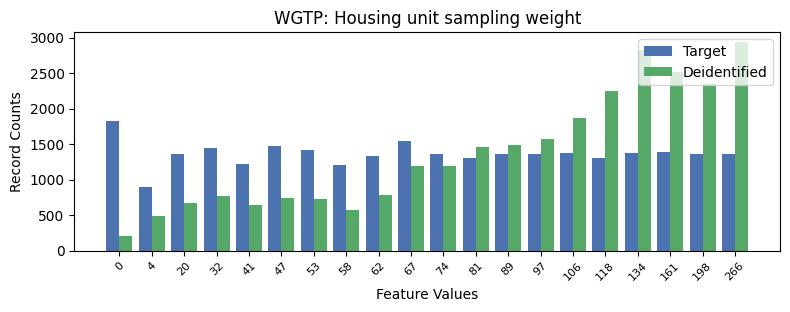 WGTP: Housing unit sampling weight
Target
Deidentified
Record Counts
3000
2500
2000
1500
1000
500
0
0 4 20 32 41 47 53 58 62 67 74 81 89 97 106 118 134 161 198 266
Feature Values